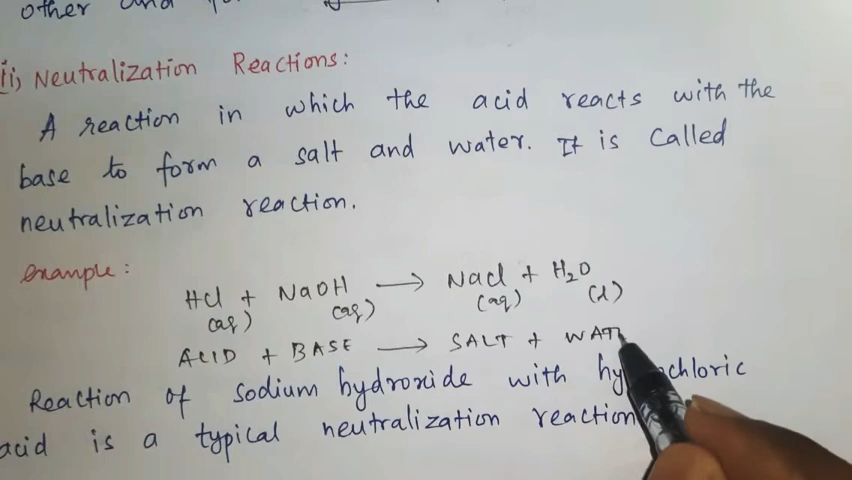 other and
(ii) Neutralization Reactions:
A reaction in which the acid reacts with the
base to form a salt and water. It is called
neutralization reaction.
example:
HCl + NaOH → NaCl + H₂O
(aq) (aq) (aq) (l)
ACID + BASE → SALT + WAT
Reaction of sodium hydroxide with
acid is a typical neutralization reaction